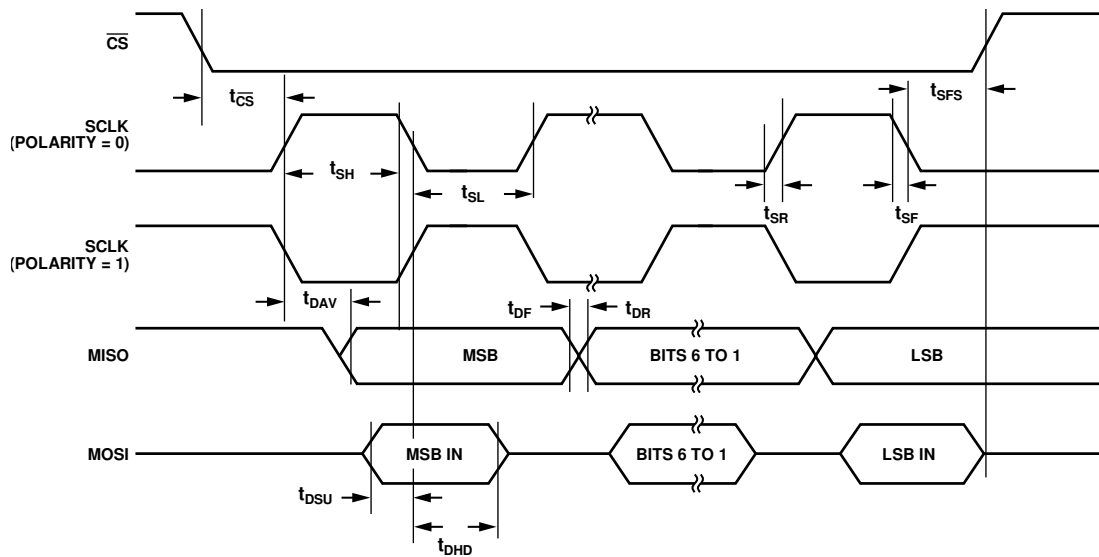 CS
tCS
tSFS
SCLK
(POLARITY = 0)
tSH
tSL
tSR
tSF
SCLK
(POLARITY = 1)
tDAV
tDF
tDR
MISO
MSB
BITS 6 TO 1
LSB
MOSI
MSB IN
BITS 6 TO 1
LSB IN
tDSU
tDHD